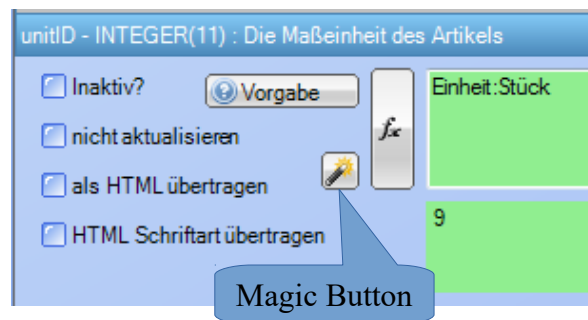 unitID - INTEGER(11) : Die Maßeinheit des Artikels
Inaktiv?
Vorgabe
fx
Einheit:Stück
nicht aktualisieren
als HTML übertragen
HTML Schriftart übertragen
9
Magic Button